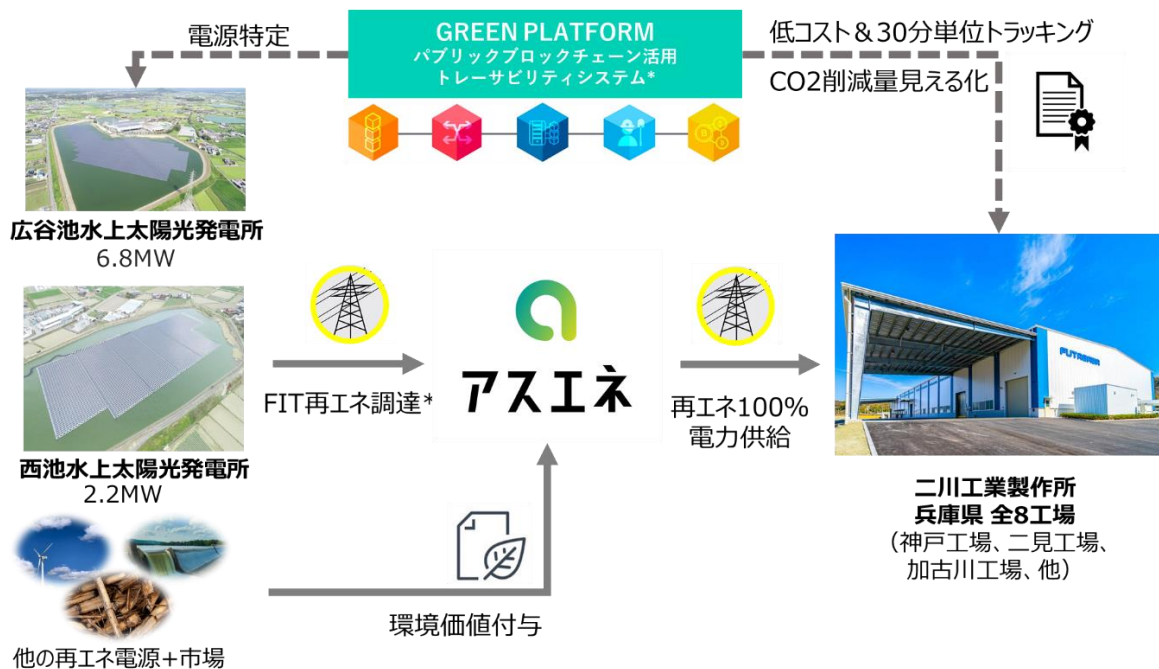 電源特定
GREEN PLATFORM
パブリックブロックチェーン活用
トレーサビリティシステム*
低コスト&30分単位トラッキング
CO2削減量見える化
広谷池水上太陽光発電所
6.8MW
西池水上太陽光発電所
2.2MW
FIT再エネ調達*
アスエネ
再エネ100%
電力供給
FUTAGAWA
二川工業製作所
兵庫県 全8工場
(神戸工場、二見工場、
加古川工場、他)
環境価値付与
他の再エネ電源+市場